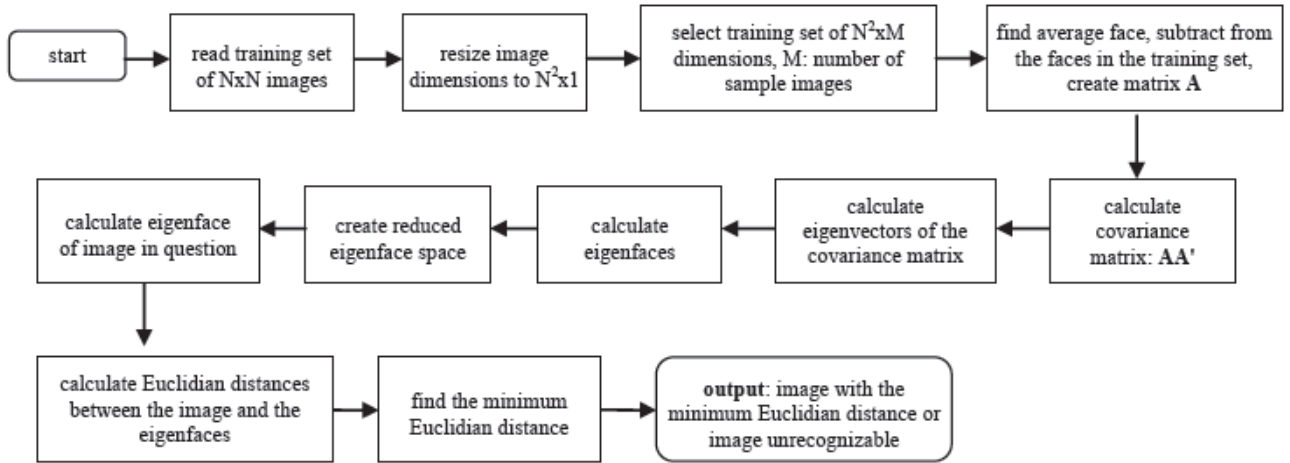 start
read training set
of NxN images
resize image
dimensions to N²x1
select training set of N²xM
dimensions, M: number of
sample images
find average face, subtract from
the faces in the training set,
create matrix A
calculate
covariance
matrix: AA'
calculate
eigenvectors of the
covariance matrix
calculate
eigenfaces
create reduced
eigenface space
calculate eigenface
of image in question
calculate Euclidian distances
between the image and the
eigenfaces
find the minimum
Euclidian distance
output: image with the
minimum Euclidian distance or
image unrecognizable